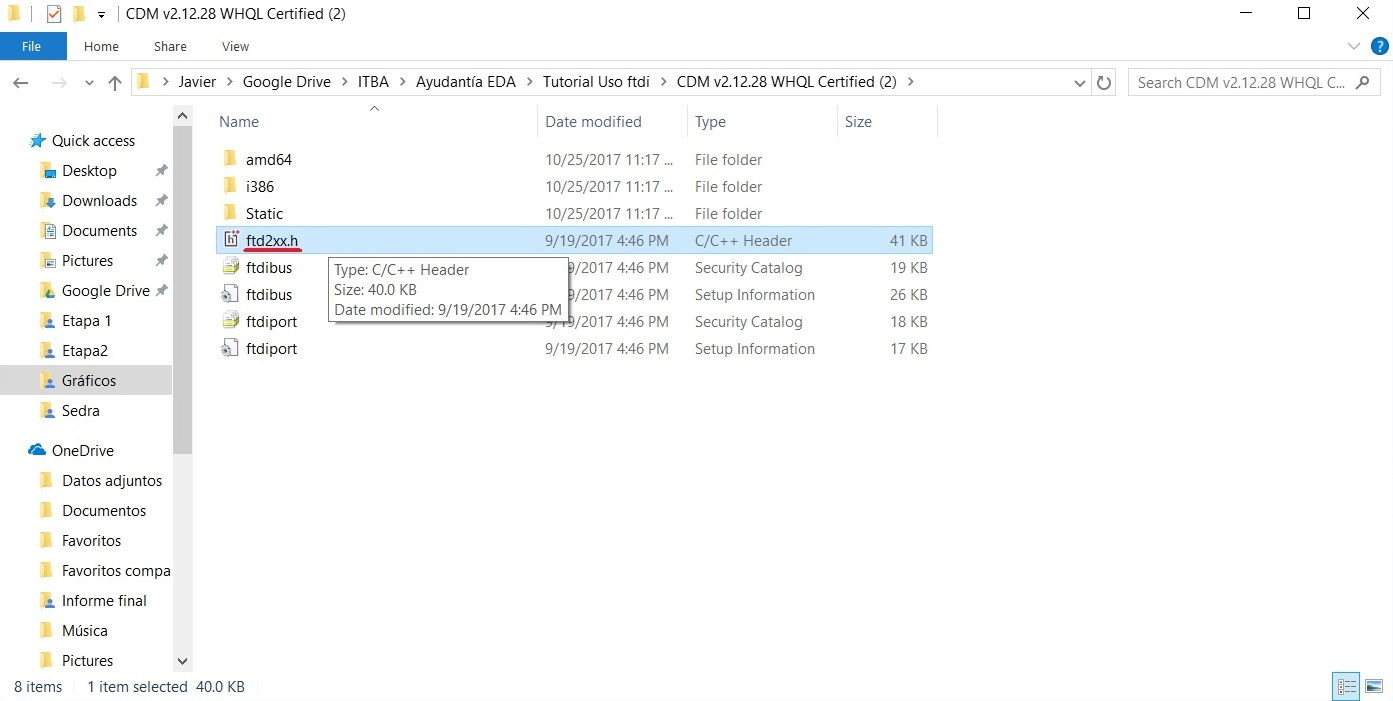 CDM v2.12.28 WHQL Certified (2)
File Home Share View
Javier Google Drive ITBA Ayudantía EDA Tutorial Uso ftdi CDM v2.12.28 WHQL Certified (2)
Search CDM v2.12.28 WHQL C...
Name Date modified Type Size
Quick access
Desktop
Downloads
Documents
Pictures
Google Drive
Etapa 1
Etapa2
Gráficos
Sedra
OneDrive
Datos adjuntos
Documentos
Favoritos
Favoritos compa
Informe final
Música
Pictures
amd64 10/25/2017 11:17 ... File folder
i386 10/25/2017 11:17 ... File folder
Static 10/25/2017 11:17 ... File folder
ftd2xx.h 9/19/2017 4:46 PM C/C++ Header 41 KB
ftdibus 9/19/2017 4:46 PM Security Catalog 19 KB
ftdibus 9/19/2017 4:46 PM Setup Information 26 KB
ftdiport 9/19/2017 4:46 PM Security Catalog 18 KB
ftdiport 9/19/2017 4:46 PM Setup Information 17 KB
Type: C/C++ Header
Size: 40.0 KB
Date modified: 9/19/2017 4:46 PM
8 items 1 item selected 40.0 KB